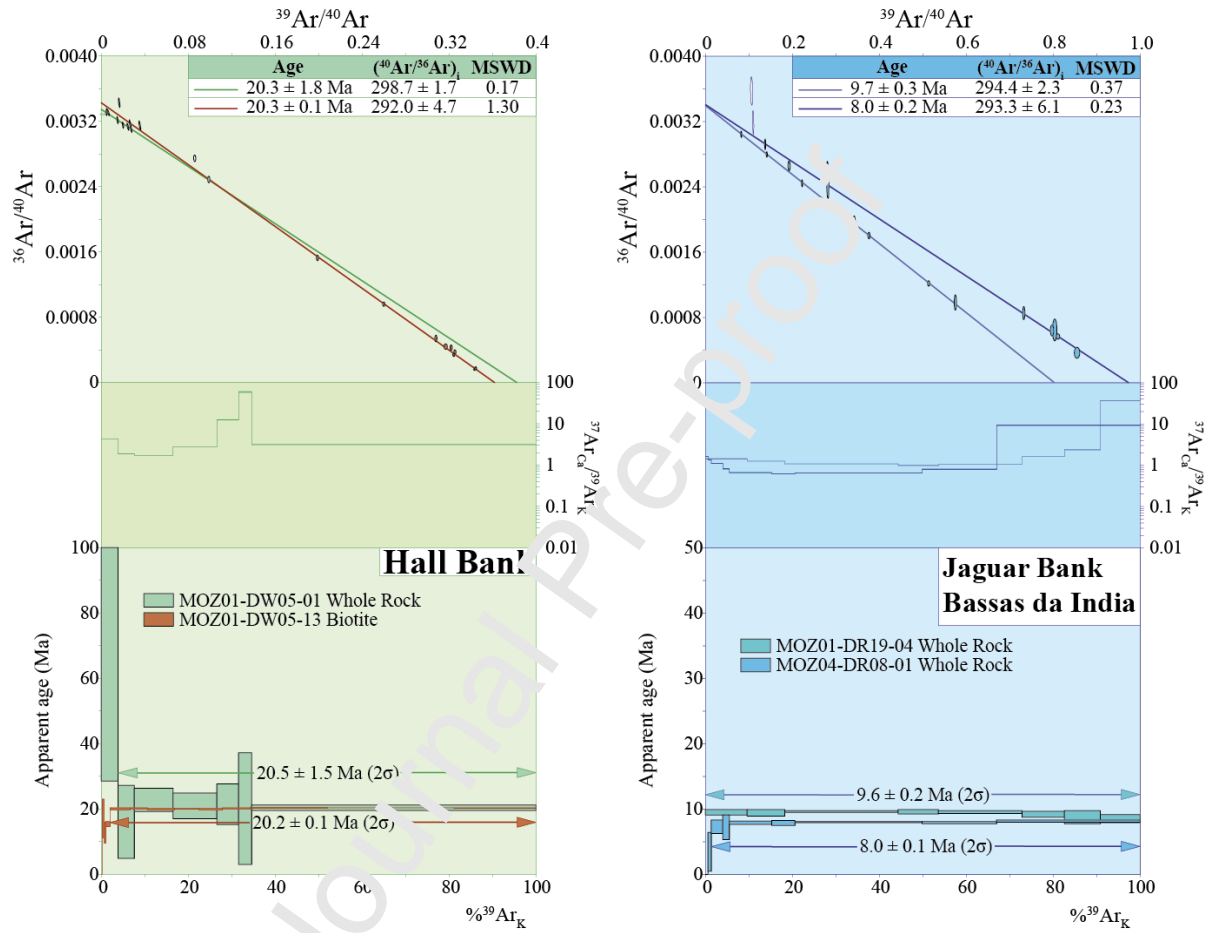 ³⁹Ar/⁴⁰Ar
0 0.08 0.16 0.24 0.32 0.4
0.0040
0.0032
0.0024
0.0016
0.0008
0
³⁶Ar/⁴⁰Ar
Age (⁴⁰Ar/³⁶Ar)ᵢ MSWD
20.3 ± 1.8 Ma 298.7 ± 1.7 0.17
20.3 ± 0.1 Ma 292.0 ± 4.7 1.30
100
10
1
0.1
0.01
³⁷Ar_Ca/³⁹Ar_K
Hall Bank
100
80
60
40
20
0
Apparent age (Ma)
MOZ01-DW05-01 Whole Rock
MOZ01-DW05-13 Biotite
20.5 ± 1.5 Ma (2σ)
20.2 ± 0.1 Ma (2σ)
0 20 40 60 80 100
%³⁹Ar_K
³⁹Ar/⁴⁰Ar
0 0.2 0.4 0.6 0.8 1.0
0.0040
0.0032
0.0024
0.0016
0.0008
0
³⁶Ar/⁴⁰Ar
Age (⁴⁰Ar/³⁶Ar)ᵢ MSWD
9.7 ± 0.3 Ma 294.4 ± 2.3 0.37
8.0 ± 0.2 Ma 293.3 ± 6.1 0.23
100
10
1
0.1
0.01
³⁷Ar_Ca/³⁹Ar_K
Jaguar Bank
Bassas da India
50
40
30
20
10
0
Apparent age (Ma)
MOZ01-DR19-04 Whole Rock
MOZ04-DR08-01 Whole Rock
9.6 ± 0.2 Ma (2σ)
8.0 ± 0.1 Ma (2σ)
0 20 40 60 80 100
%³⁹Ar_K
Journal Pre-proof